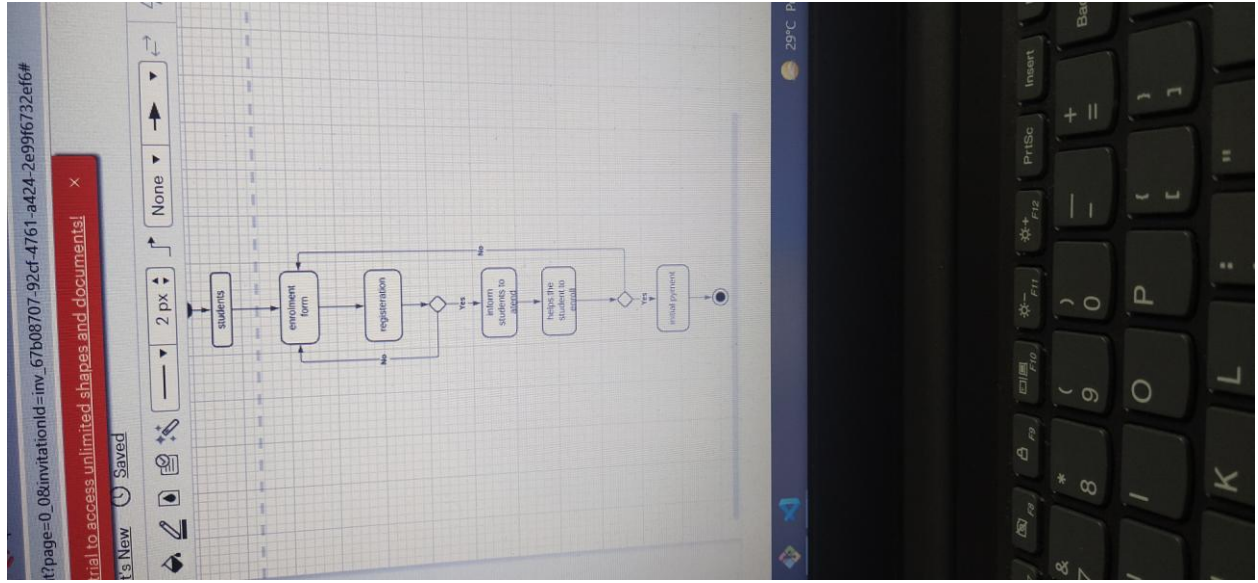 t?page=0_0&invitationId=inv_67b08707-92cf-4761-a424-2e99f6732ef6#
trial to access unlimited shapes and documents! ×
t's New Saved
2 px None
students
enrolment
form
registeration
No
Yes
inform
students to
atend
No
helps the
student to
enroll
Yes
initial pyment
29°C
F8 F9 F10 F11 F12 PrtSc Insert
& 7 * 8 ( 9 ) 0 — - + = Bac
I O P { [ } ]
K L : ; "